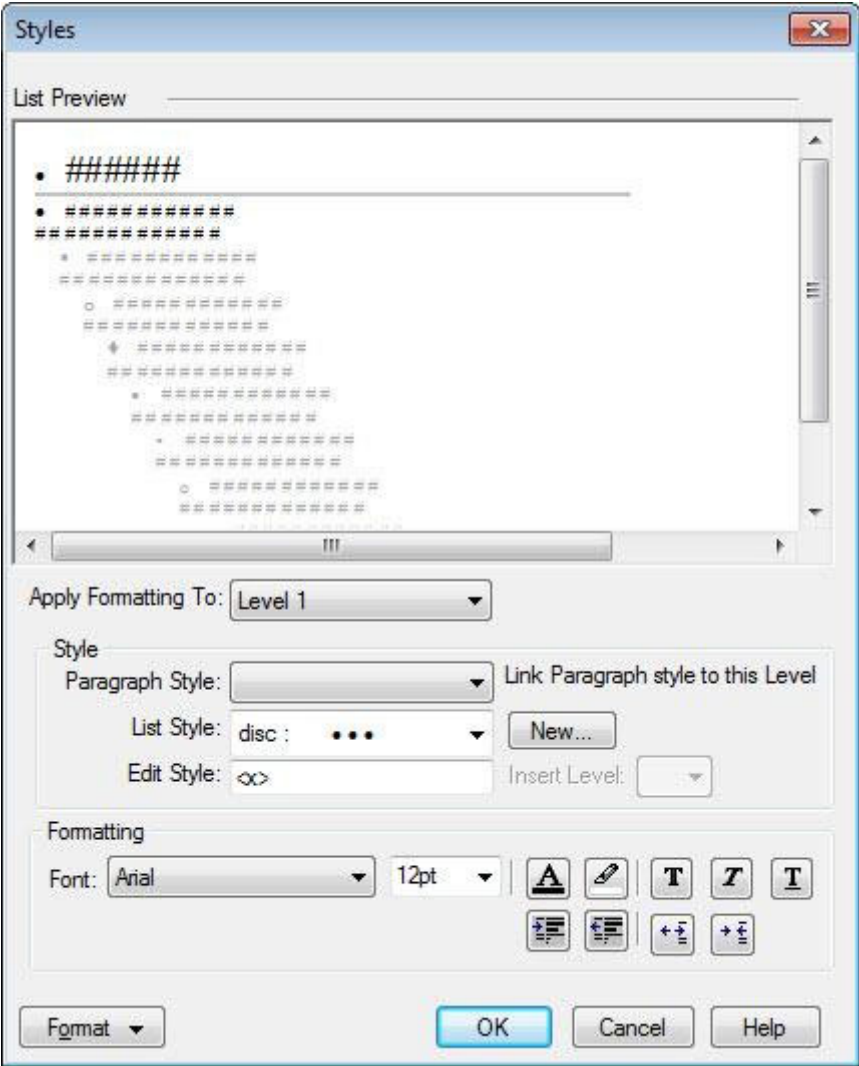 Styles
List Preview
• ######
• ############
#############
• ############
#############
o ############
#############
♦ ############
#############
• ############
#############
- ############
#############
o ############
#############
Apply Formatting To: Level 1
Style
Paragraph Style: Link Paragraph style to this Level
List Style: disc : ••• New...
Edit Style: <x> Insert Level:
Formatting
Font: Arial 12pt A T T T
Format OK Cancel Help